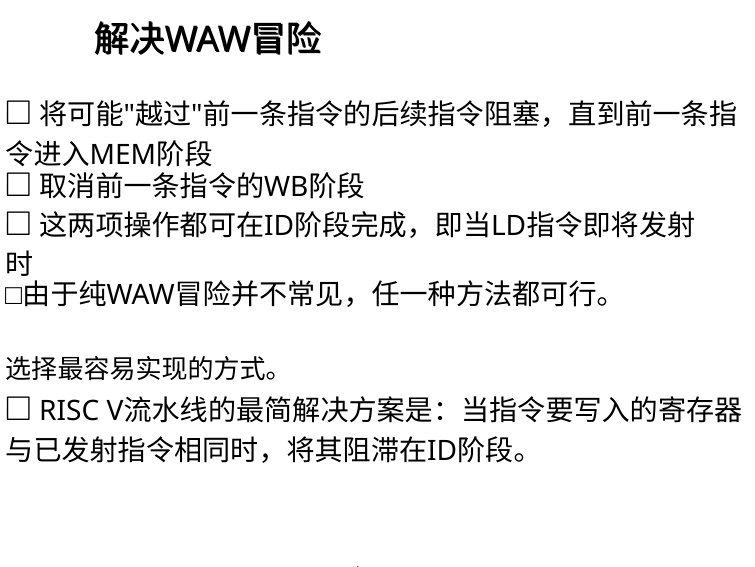 解决WAW冒险
□ 将可能"越过"前一条指令的后续指令阻塞，直到前一条指
令进入MEM阶段
□ 取消前一条指令的WB阶段
□ 这两项操作都可在ID阶段完成，即当LD指令即将发射
时
□由于纯WAW冒险并不常见，任一种方法都可行。
选择最容易实现的方式。
□ RISC V流水线的最简解决方案是：当指令要写入的寄存器
与已发射指令相同时，将其阻滞在ID阶段。